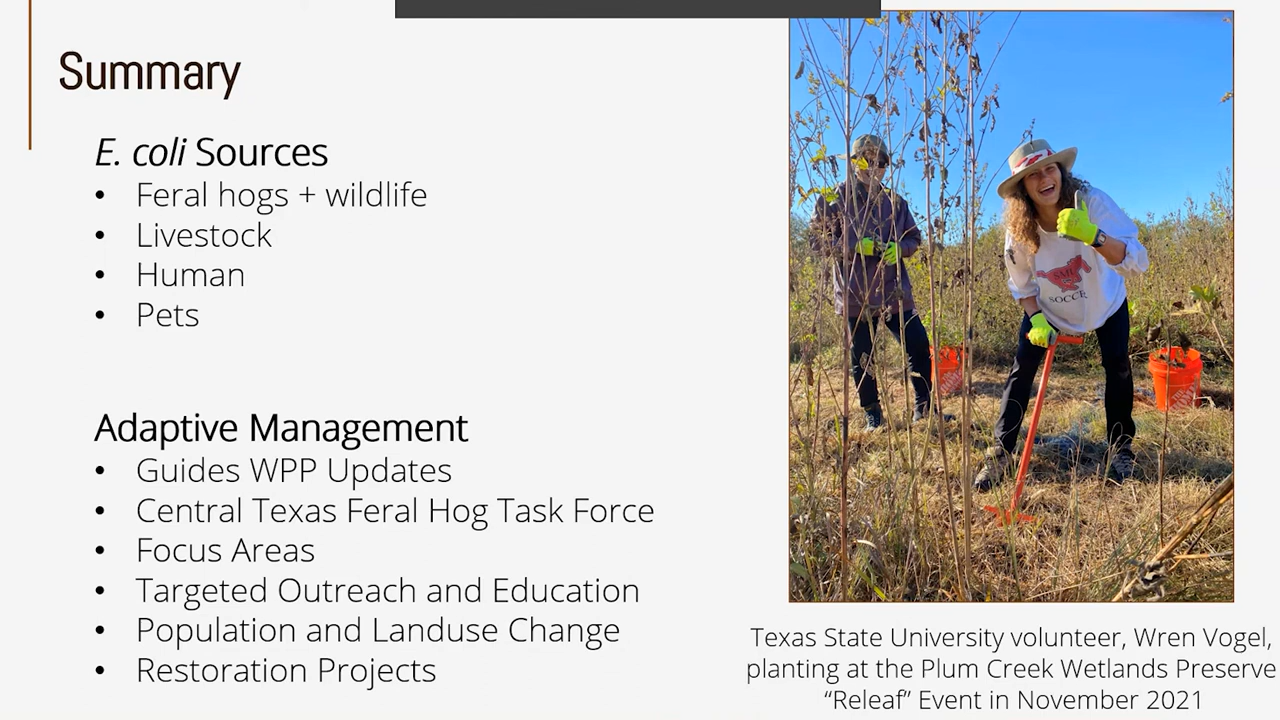 Summary
E. coli Sources
• Feral hogs + wildlife
• Livestock
• Human
• Pets
Adaptive Management
• Guides WPP Updates
• Central Texas Feral Hog Task Force
• Focus Areas
• Targeted Outreach and Education
• Population and Landuse Change
• Restoration Projects
SMU
SOCCER
Texas State University volunteer, Wren Vogel,
planting at the Plum Creek Wetlands Preserve
“Releaf” Event in November 2021